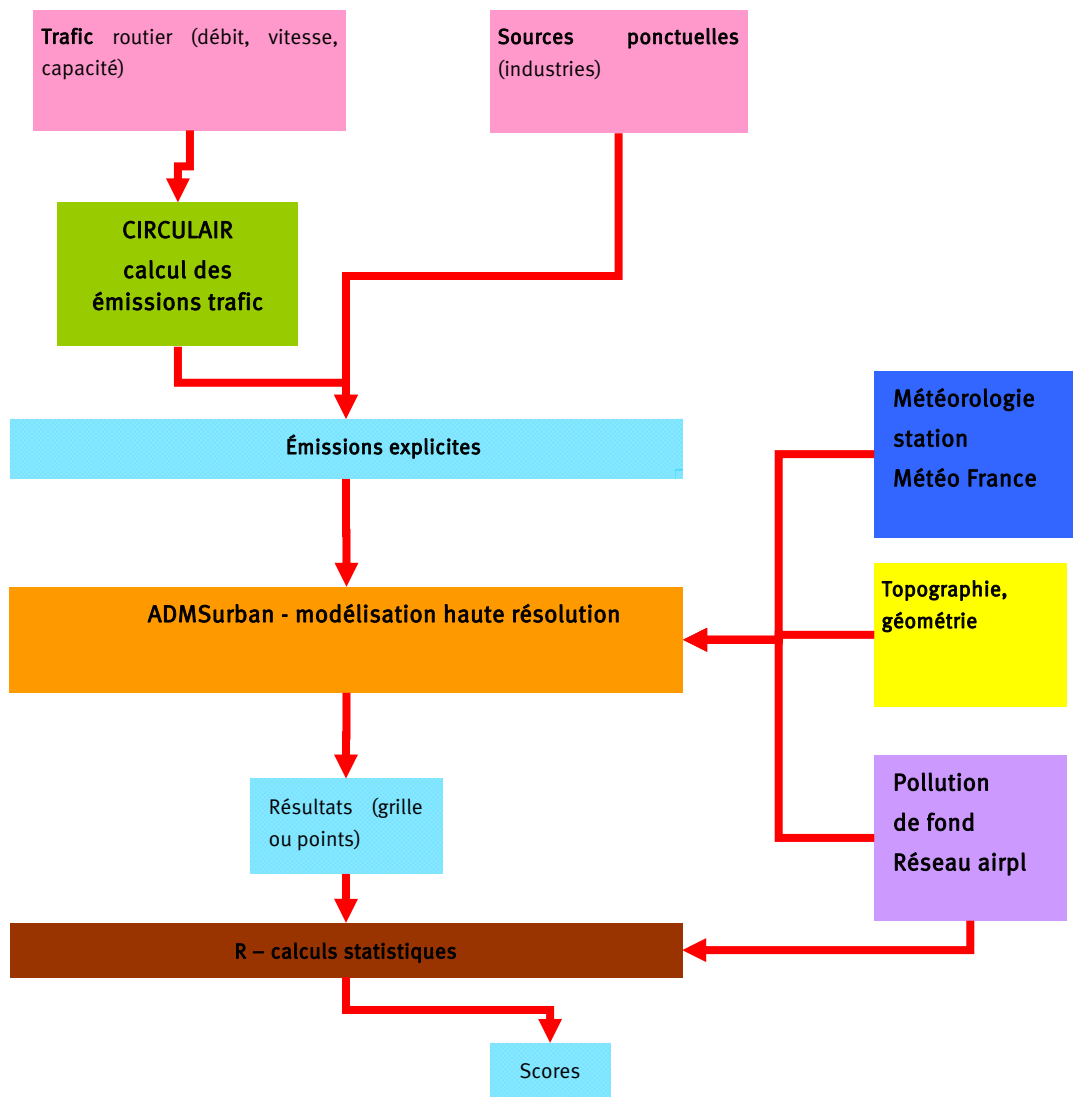 Trafic routier (débit, vitesse,
capacité)
Sources ponctuelles
(industries)
CIRCULAIR
calcul des
émissions trafic
Émissions explicites
Météorologie
station
Météo France
ADMSurban - modélisation haute résolution
Topographie,
géométrie
Résultats (grille
ou points)
Pollution
de fond
Réseau airpl
R – calculs statistiques
Scores